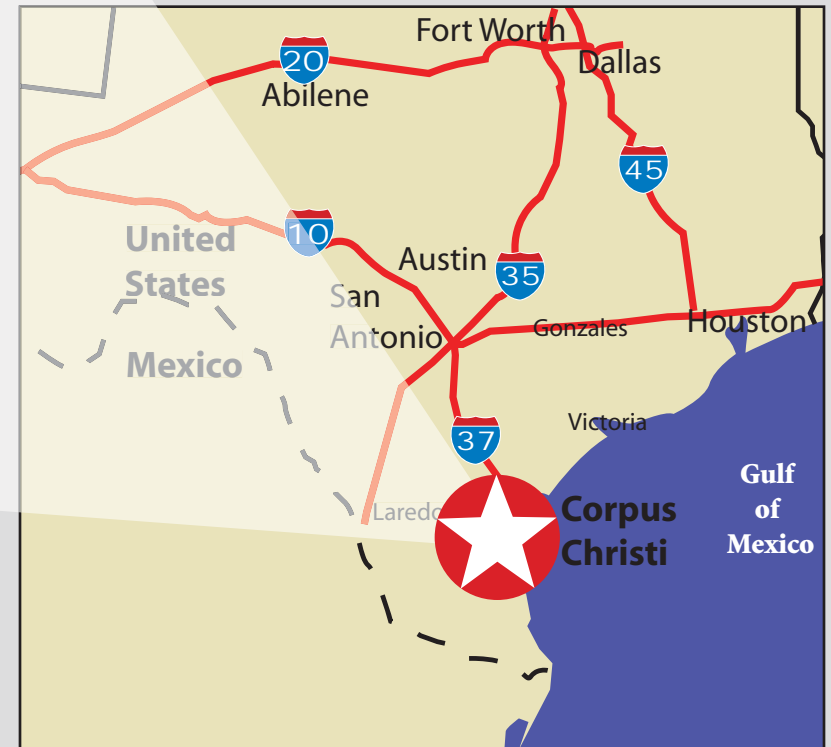 Fort Worth
Dallas
20
Abilene
45
10
United
States
Austin
35
San
Antonio
Gonzales
Houston
Mexico
Victoria
37
Gulf
of
Mexico
Laredo
Corpus
Christi